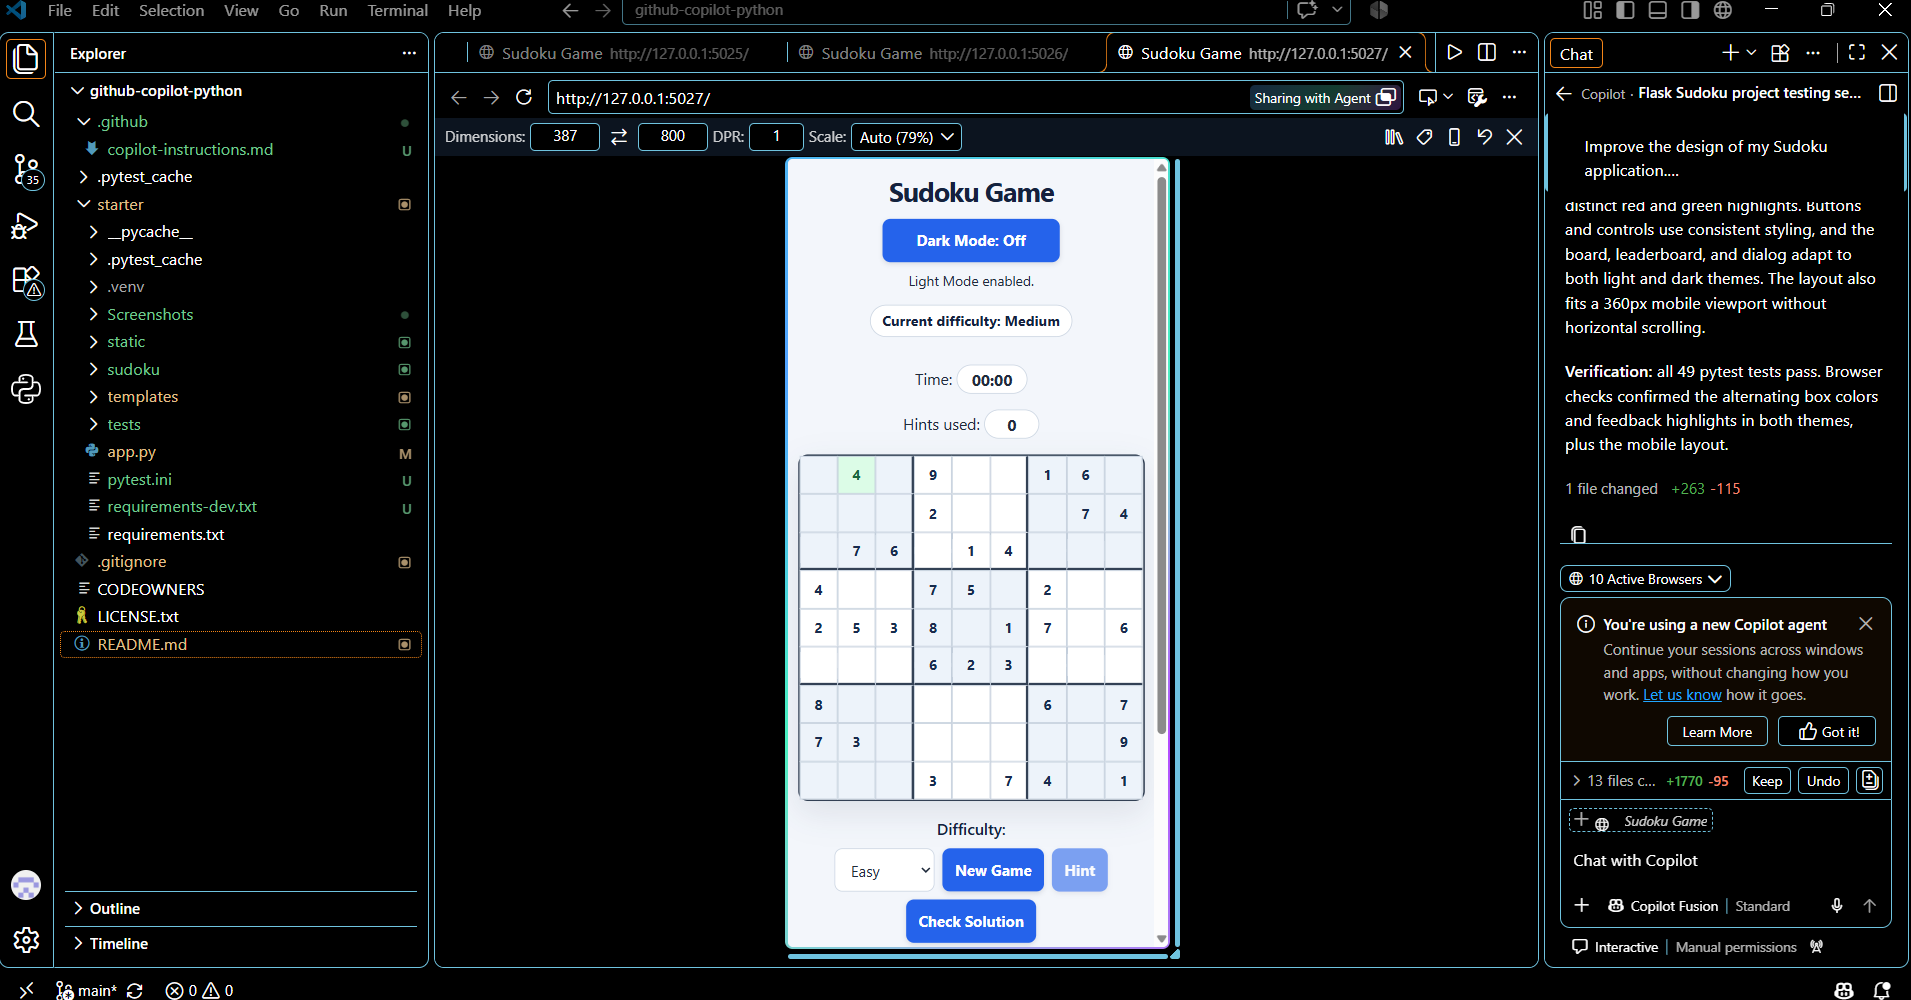 File Edit Selection View Go Run Terminal Help
github-copilot-python
Explorer
github-copilot-python
.github
copilot-instructions.md U
.pytest_cache
starter
__pycache__
.pytest_cache
.venv
Screenshots
static
sudoku
templates
tests
app.py M
pytest.ini U
requirements-dev.txt U
requirements.txt
.gitignore
CODEOWNERS
LICENSE.txt
README.md
Outline
Timeline
35
main*
0 0
Sudoku Game http://127.0.0.1:5025/
Sudoku Game http://127.0.0.1:5026/
Sudoku Game http://127.0.0.1:5027/
http://127.0.0.1:5027/
Sharing with Agent
Dimensions: 387 800 DPR: 1 Scale: Auto (79%)
Sudoku Game
Dark Mode: Off
Light Mode enabled.
Current difficulty: Medium
Time: 00:00
Hints used: 0
4 9 1 6
2 7 4
7 6 1 4
4 7 5 2
2 5 3 8 1 7 6
6 2 3
8 6 7
7 3 9
3 7 4 1
Difficulty:
Easy New Game Hint
Check Solution
Chat
Copilot · Flask Sudoku project testing se...
Improve the design of my Sudoku
application....
distinct red and green highlights. Buttons
and controls use consistent styling, and the
board, leaderboard, and dialog adapt to
both light and dark themes. The layout also
fits a 360px mobile viewport without
horizontal scrolling.
Verification: all 49 pytest tests pass. Browser
checks confirmed the alternating box colors
and feedback highlights in both themes,
plus the mobile layout.
1 file changed +263 -115
10 Active Browsers
You're using a new Copilot agent
Continue your sessions across windows
and apps, without changing how you
work. Let us know how it goes.
Learn More Got it!
13 files c... +1770 -95 Keep Undo
Sudoku Game
Chat with Copilot
Copilot Fusion | Standard
Interactive | Manual permissions